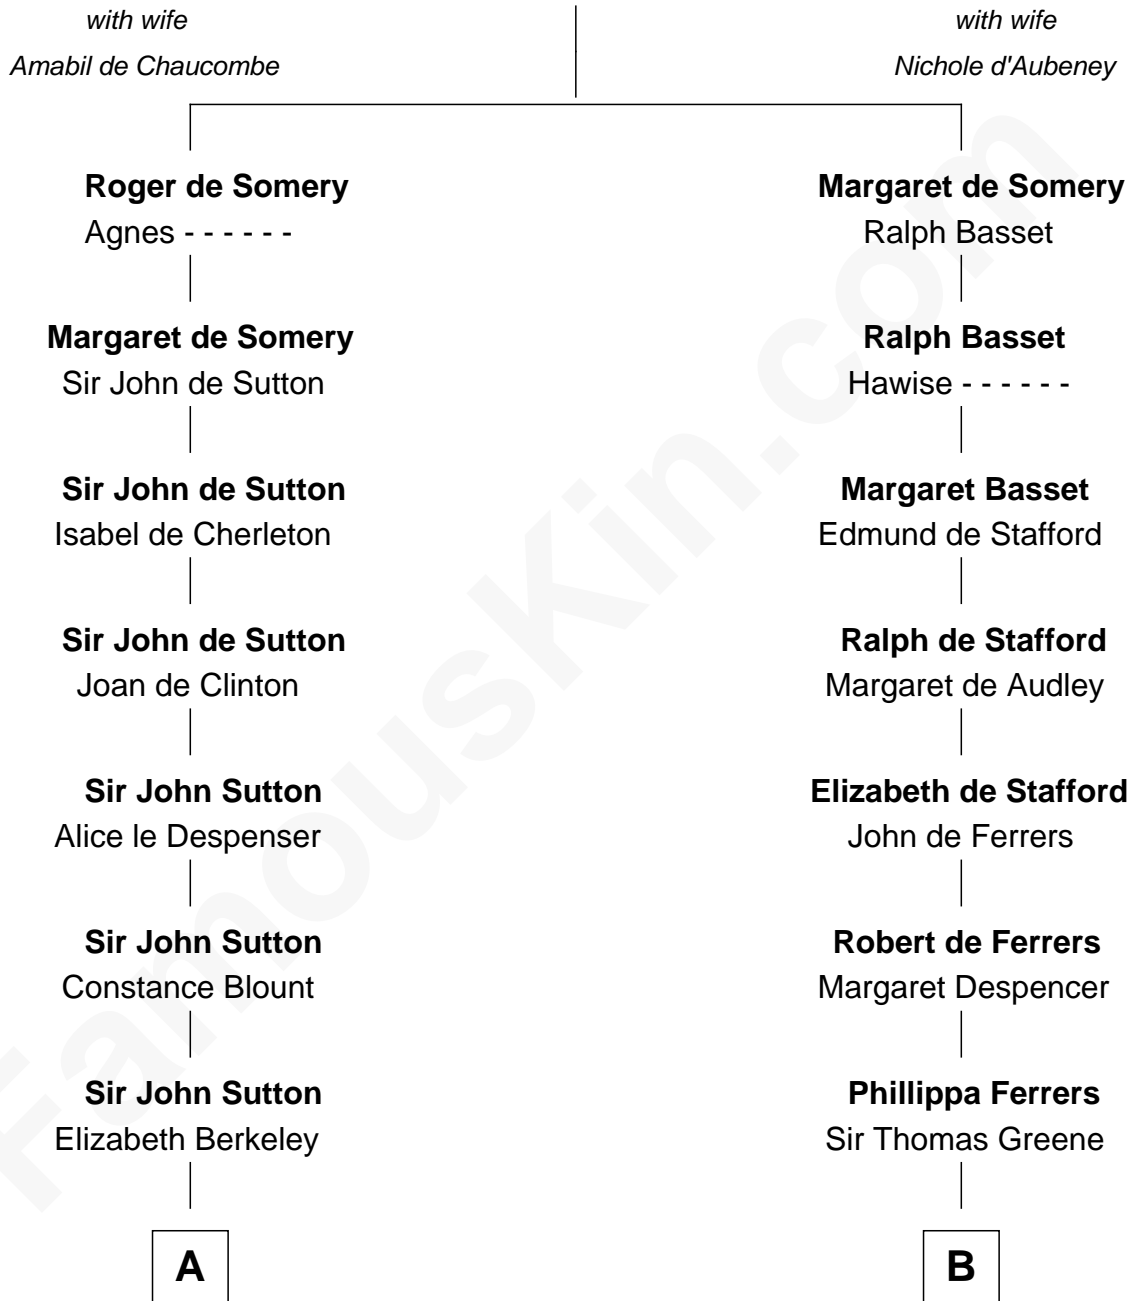 with wife
Amabil de Chaucombe
with wife
Nichole d'Aubeney
Roger de Somery
Agnes - - - - - -
Margaret de Somery
Ralph Basset
Margaret de Somery
Sir John de Sutton
Ralph Basset
Hawise - - - - - -
Sir John de Sutton
Isabel de Cherleton
Margaret Basset
Edmund de Stafford
Sir John de Sutton
Joan de Clinton
Ralph de Stafford
Margaret de Audley
Sir John Sutton
Alice le Despenser
Elizabeth de Stafford
John de Ferrers
Sir John Sutton
Constance Blount
Robert de Ferrers
Margaret Despencer
Sir John Sutton
Elizabeth Berkeley
Phillippa Ferrers
Sir Thomas Greene
A
B
FamousKin.com